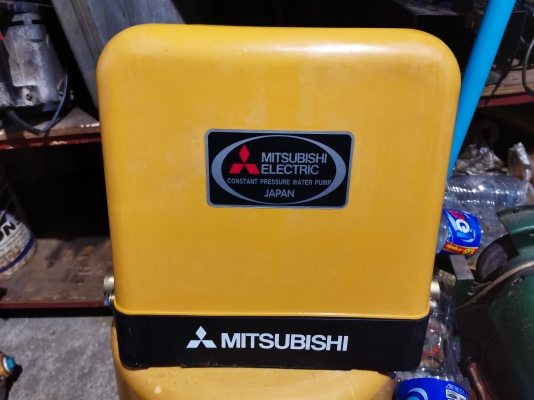 MITSUBISHI
ELECTRIC
CONSTANT PRESSURE WATER PUMP
JAPAN
MITSUBISHI